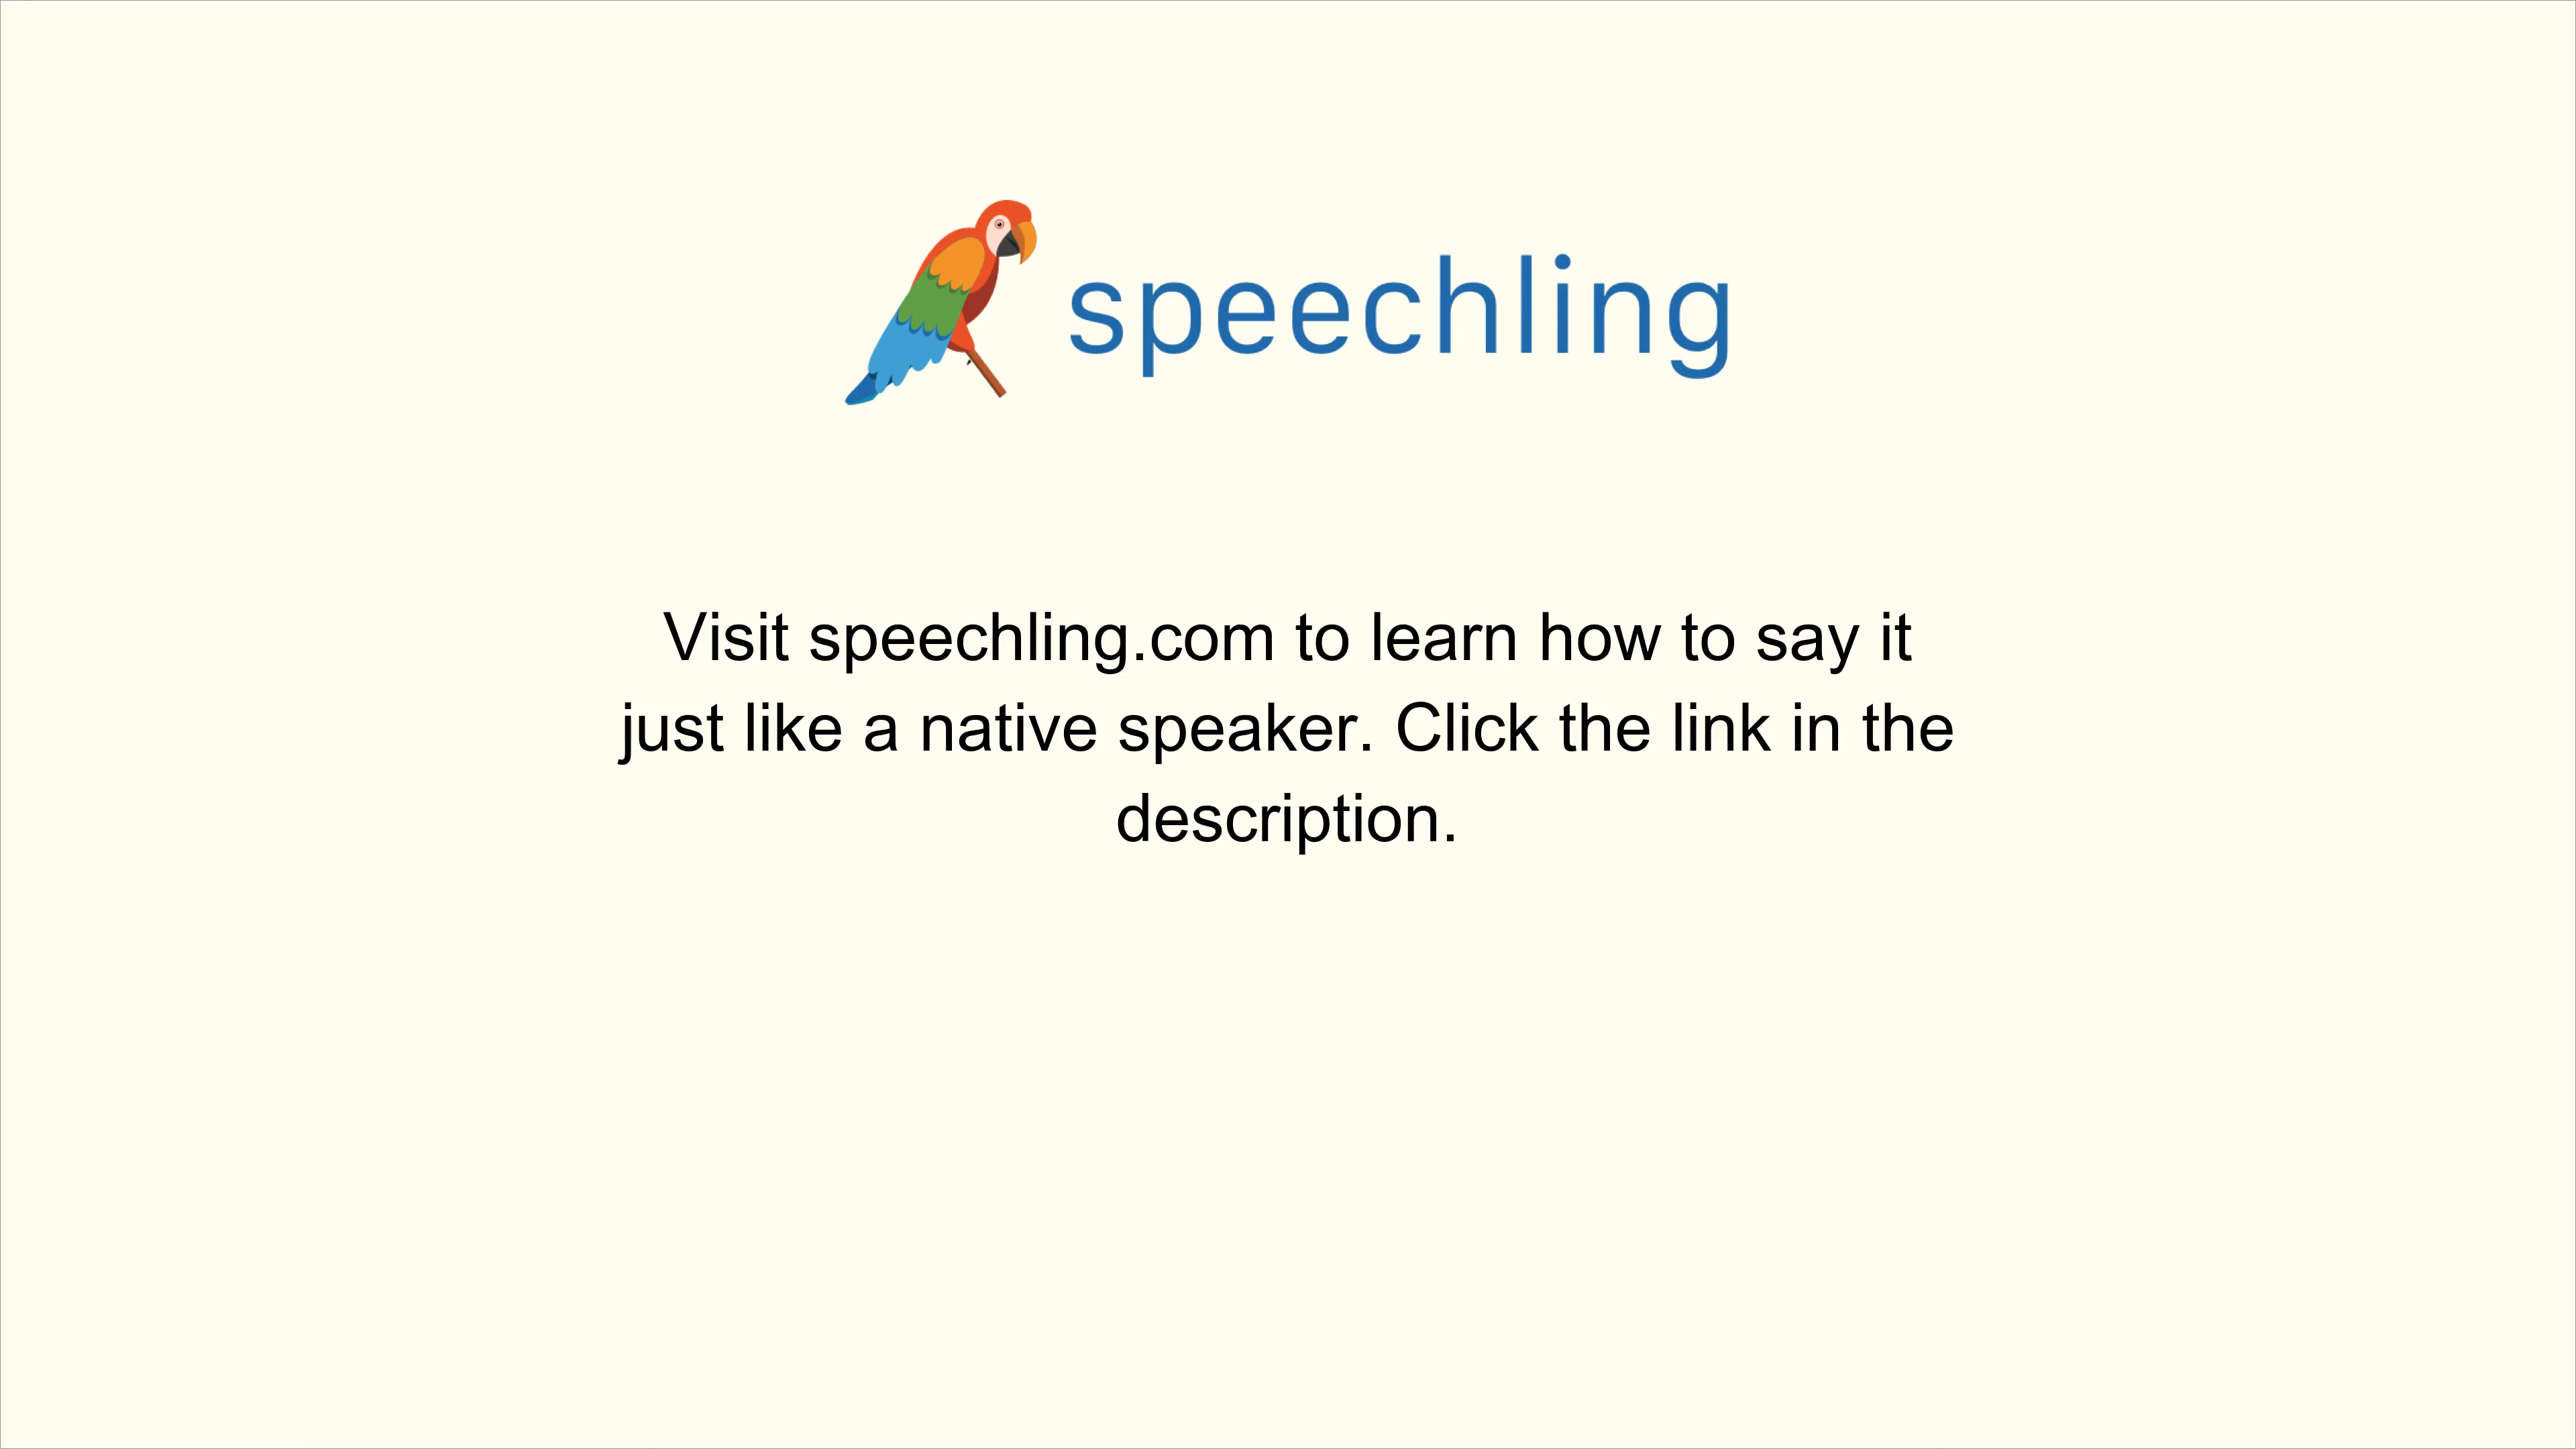 speechling
Visit speechling.com to learn how to say it
just like a native speaker. Click the link in the
description.